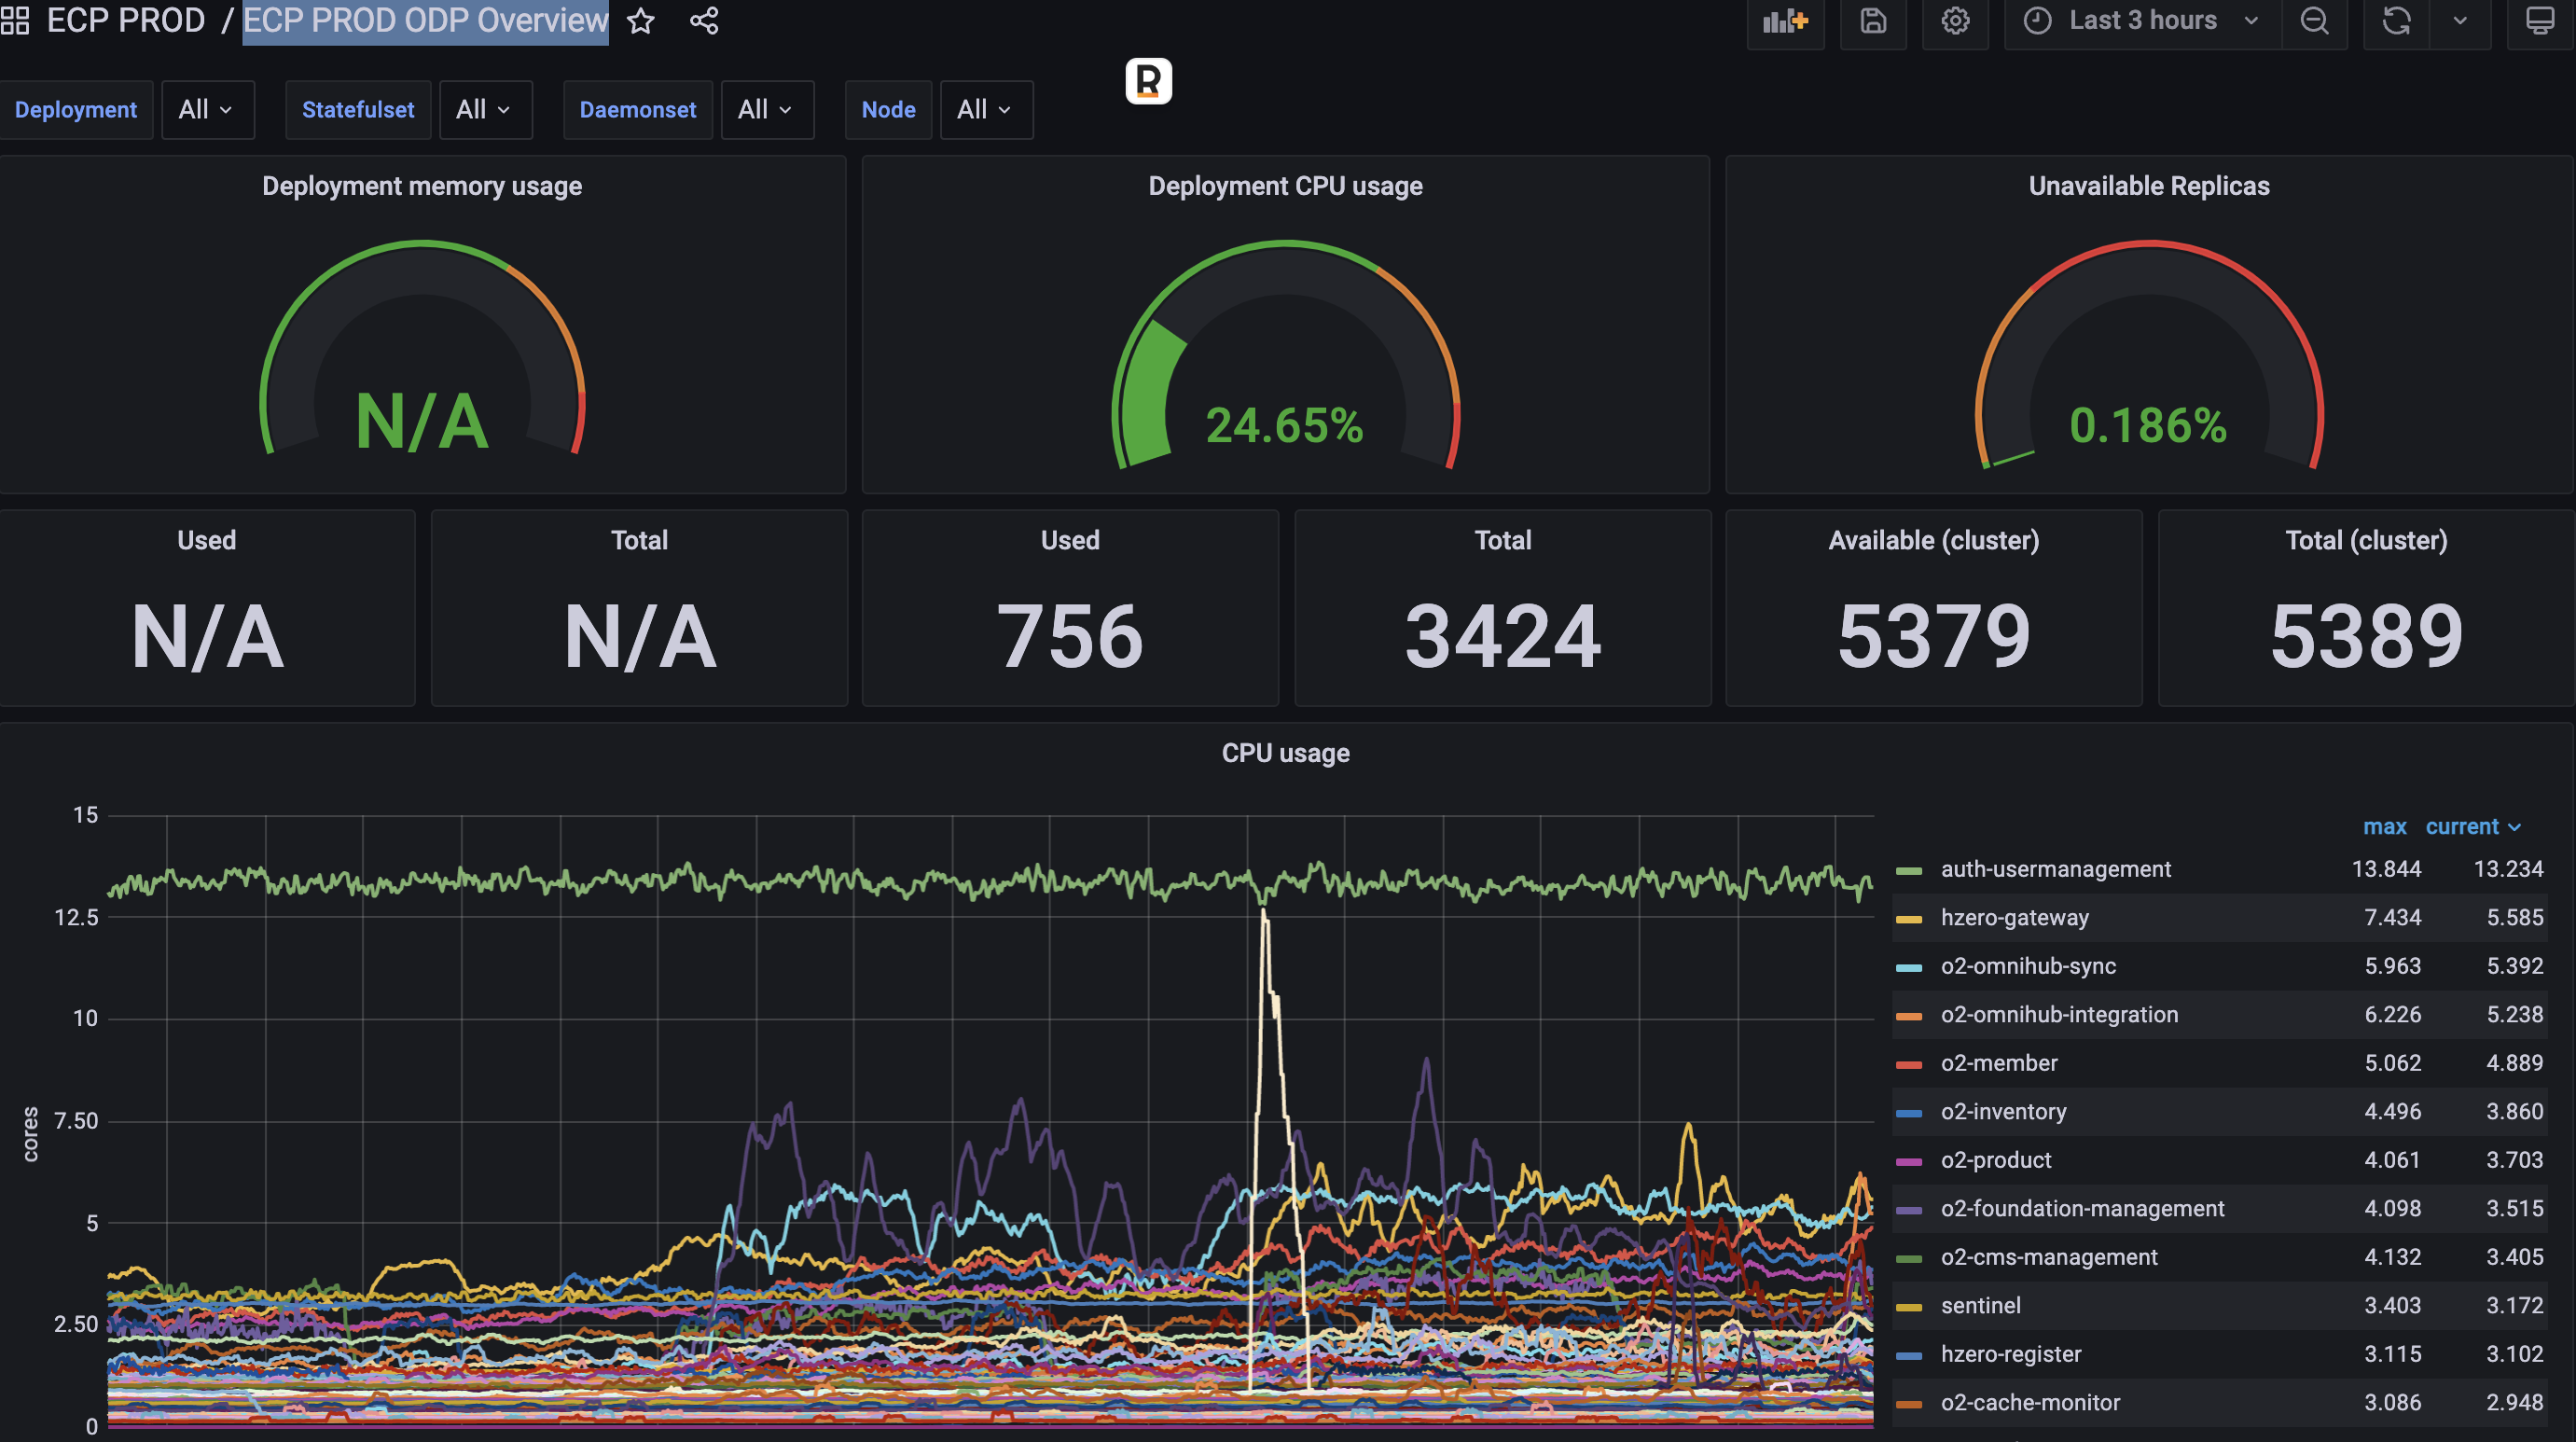 ECP PROD / ECP PROD ODP Overview
Last 3 hours
Deployment All Statefulset All Daemonset All Node All
R
Deployment memory usage
N/A
Deployment CPU usage
24.65%
Unavailable Replicas
0.186%
Used
N/A
Total
N/A
Used
756
Total
3424
Available (cluster)
5379
Total (cluster)
5389
CPU usage
cores
15
12.5
10
7.50
5
2.50
0
max current
auth-usermanagement 13.844 13.234
hzero-gateway 7.434 5.585
o2-omnihub-sync 5.963 5.392
o2-omnihub-integration 6.226 5.238
o2-member 5.062 4.889
o2-inventory 4.496 3.860
o2-product 4.061 3.703
o2-foundation-management 4.098 3.515
o2-cms-management 4.132 3.405
sentinel 3.403 3.172
hzero-register 3.115 3.102
o2-cache-monitor 3.086 2.948